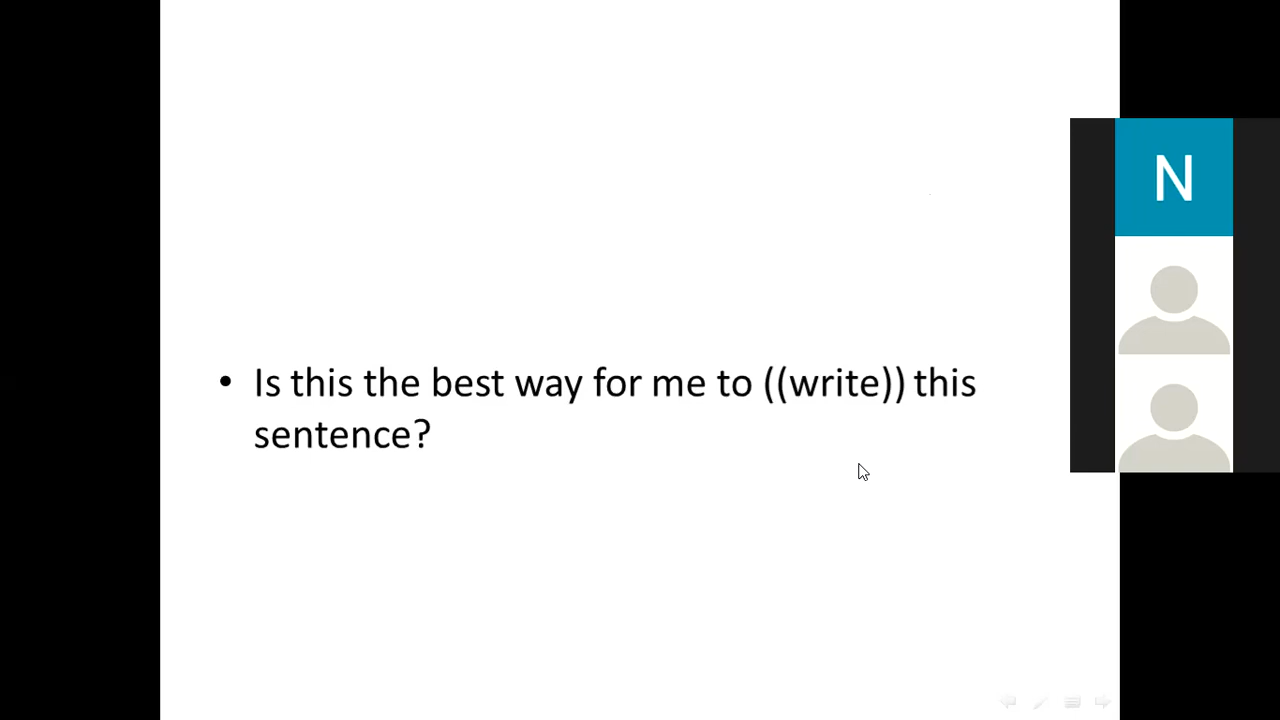 • Is this the best way for me to ((write)) this
sentence?
N